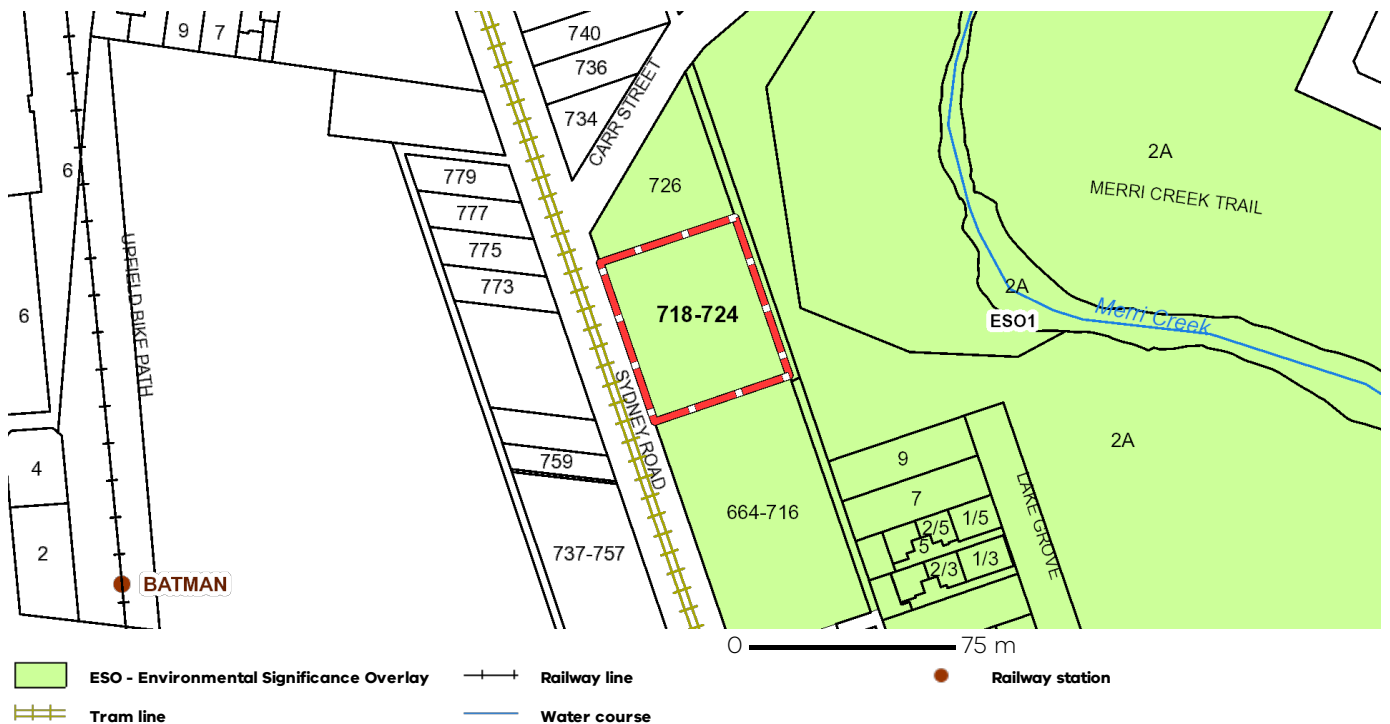 9
7
740
736
734
CARR STREET
6
779
777
775
773
726
2A
MERRI CREEK TRAIL
UPFIELD BIKE PATH
6
718-724
2A
ESO1
Merri Creek
SYDNEY ROAD
2A
4
759
9
7
LAKE GROVE
664-716
2/5
1/5
5
2
737-757
2/3
1/3
BATMAN
0
75 m
ESO - Environmental Significance Overlay
Railway line
Railway station
Tram line
Water course